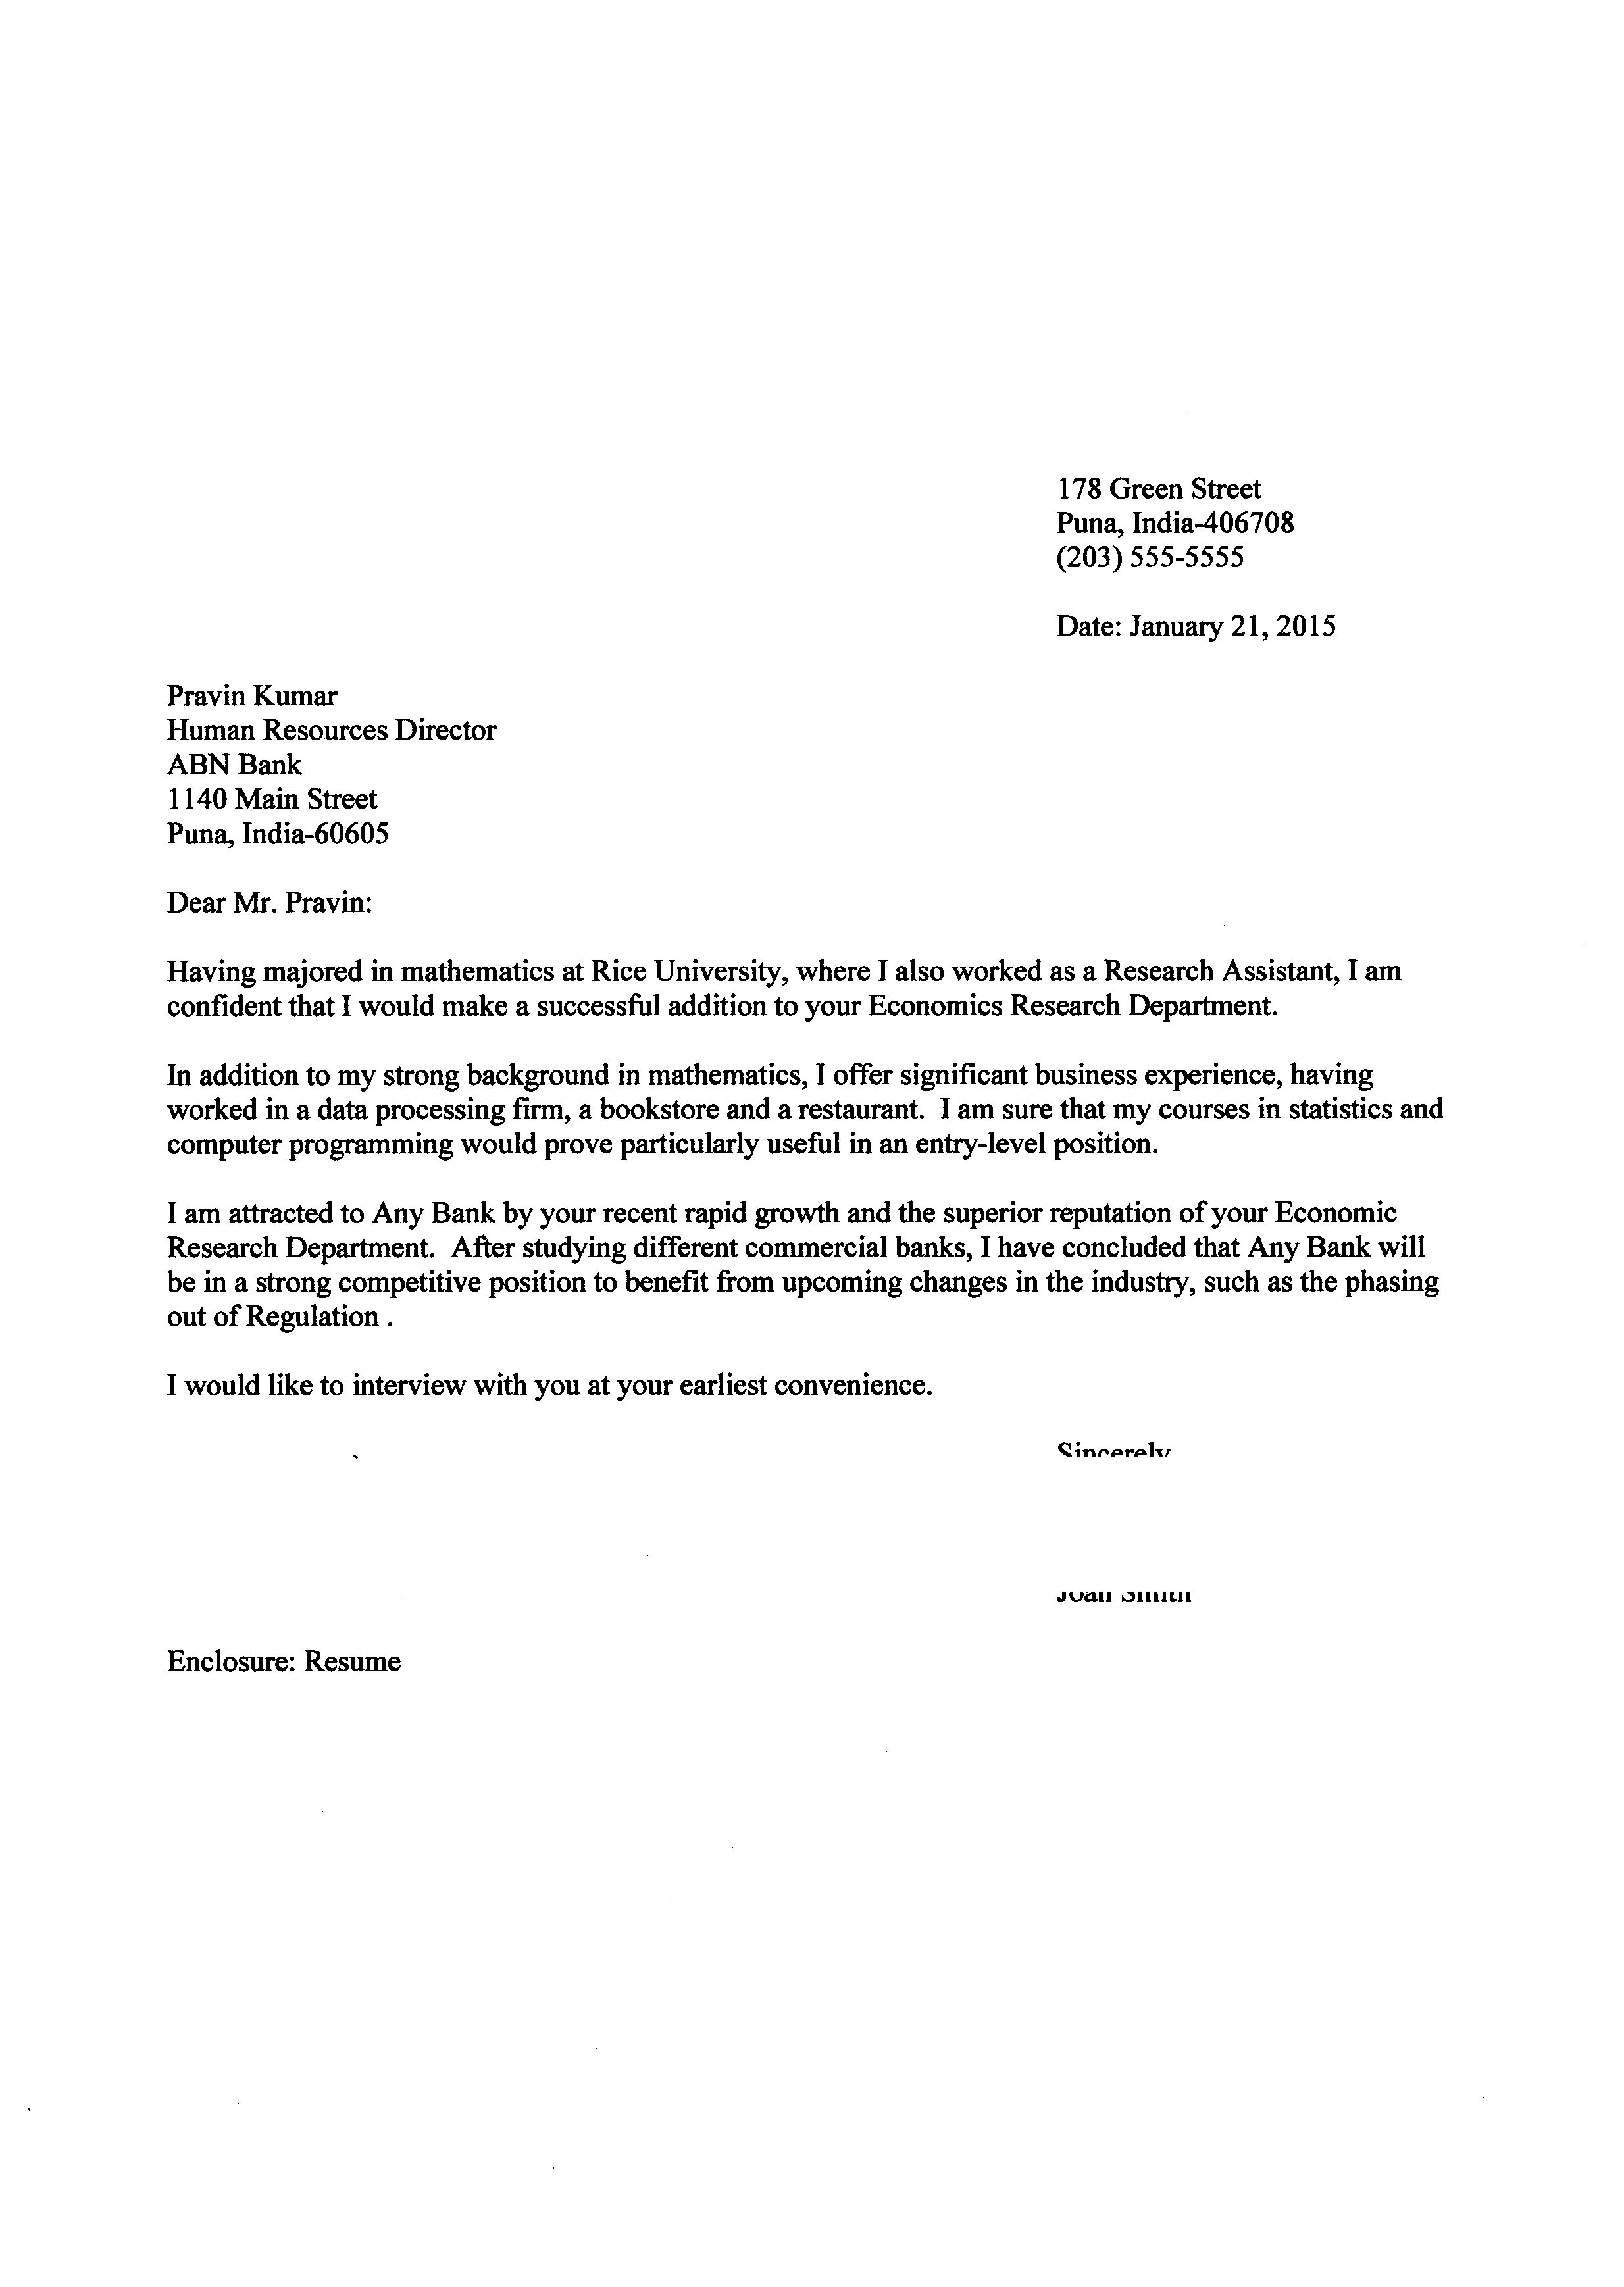 178 Green Street
Puna, India-406708
(203) 555-5555
Date: January 21, 2015
Pravin Kumar
Human Resources Director
ABN Bank
1140 Main Street
Puna, India-60605
Dear Mr. Pravin:
Having majored in mathematics at Rice University, where I also worked as a Research Assistant, I am
confident that I would make a successful addition to your Economics Research Department.
In addition to my strong background in mathematics, I offer significant business experience, having
worked in a data processing firm, a bookstore and a restaurant. I am sure that my courses in statistics and
computer programming would prove particularly useful in an entry-level position.
I am attracted to Any Bank by your recent rapid growth and the superior reputation of your Economic
Research Department. After studying different commercial banks, I have concluded that Any Bank will
be in a strong competitive position to benefit from upcoming changes in the industry, such as the phasing
out of Regulation .
I would like to interview with you at your earliest convenience.
Sincerely
Smith
Enclosure: Resume